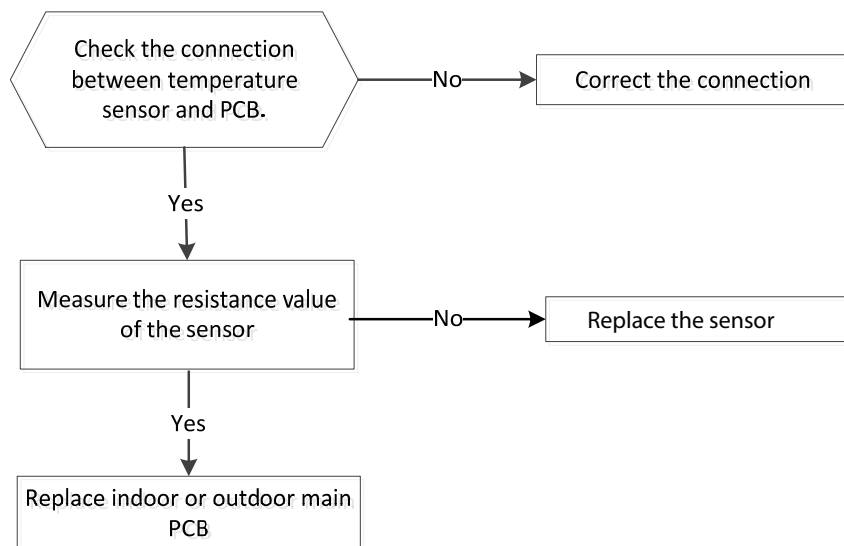 Check the connection
between temperature
sensor and PCB.
No
Correct the connection
Yes
Measure the resistance value
of the sensor
No
Replace the sensor
Yes
Replace indoor or outdoor main
PCB